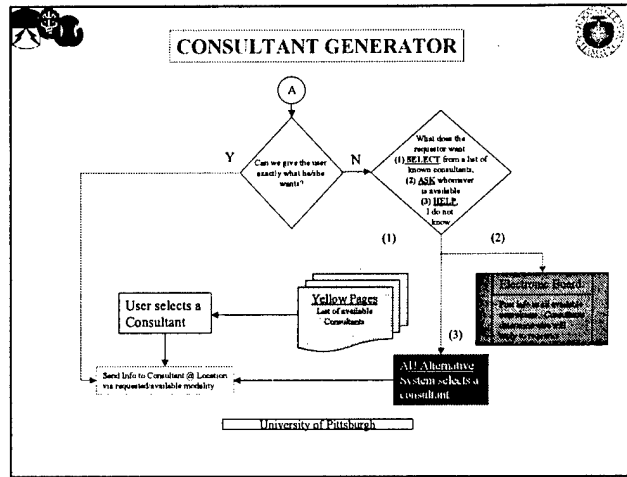 CONSULTANT GENERATOR
A
Y
Can we give the user
exactly what he/she
wants?
N
What does the
requestor want
(1) SELECT from a list of
known consultants,
(2) ASK whomever
is available
(3) HELP,
I do not
know
(1)
(2)
Yellow Pages
List of available
Consultants
User selects a
Consultant
Electronic Board
(3)
Alternative
System selects a
consultant
Send Info to Consultant @ Location
via requested/available modality
University of Pittsburgh